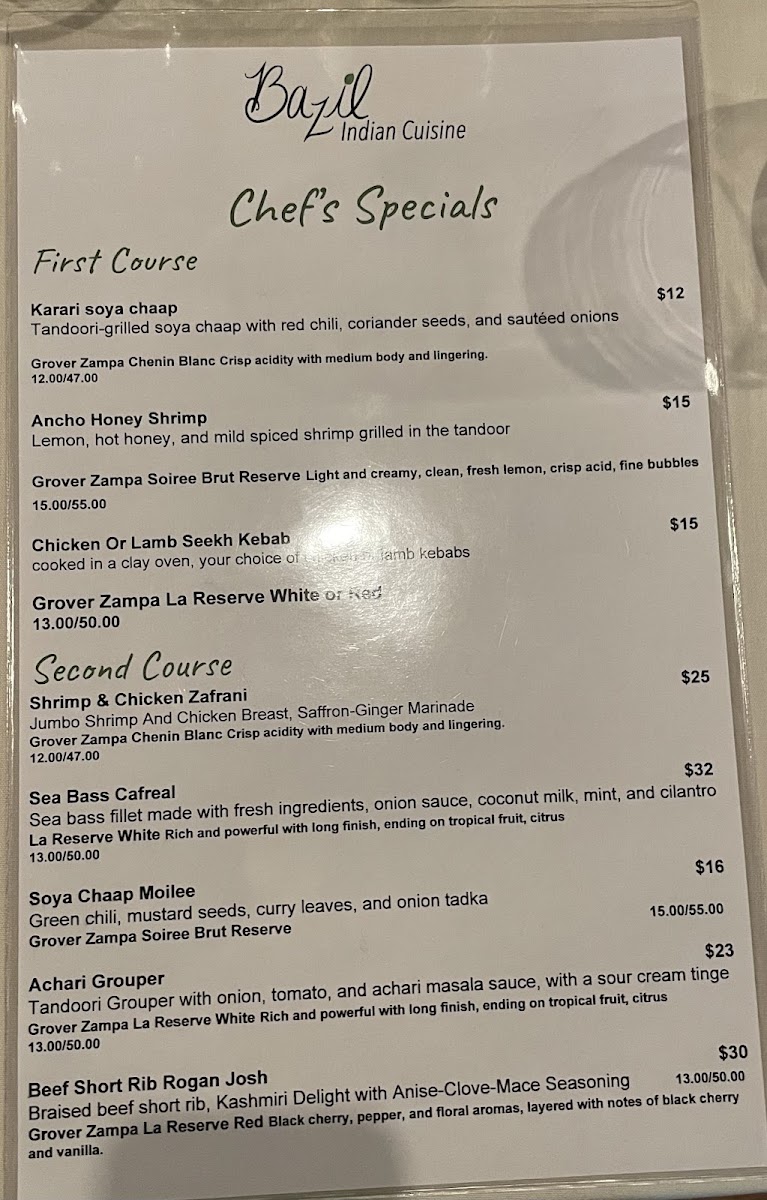 Bazil
Indian Cuisine
Chef's Specials
First Course
$12
Karari soya chaap
Tandoori-grilled soya chaap with red chili, coriander seeds, and sautéed onions
Grover Zampa Chenin Blanc Crisp acidity with medium body and lingering.
12.00/47.00
$15
Ancho Honey Shrimp
Lemon, hot honey, and mild spiced shrimp grilled in the tandoor
Grover Zampa Soiree Brut Reserve Light and creamy, clean, fresh lemon, crisp acid, fine bubbles
15.00/55.00
$15
Chicken Or Lamb Seekh Kebab
cooked in a clay oven, your choice of chicken or lamb kebabs
Grover Zampa La Reserve White or Red
13.00/50.00
Second Course
$25
Shrimp & Chicken Zafrani
Jumbo Shrimp And Chicken Breast, Saffron-Ginger Marinade
Grover Zampa Chenin Blanc Crisp acidity with medium body and lingering.
12.00/47.00
$32
Sea Bass Cafreal
Sea bass fillet made with fresh ingredients, onion sauce, coconut milk, mint, and cilantro
La Reserve White Rich and powerful with long finish, ending on tropical fruit, citrus
13.00/50.00
$16
Soya Chaap Moilee
Green chili, mustard seeds, curry leaves, and onion tadka
Grover Zampa Soiree Brut Reserve 15.00/55.00
$23
Achari Grouper
Tandoori Grouper with onion, tomato, and achari masala sauce, with a sour cream tinge
Grover Zampa La Reserve White Rich and powerful with long finish, ending on tropical fruit, citrus
13.00/50.00
$30
Beef Short Rib Rogan Josh
Braised beef short rib, Kashmiri Delight with Anise-Clove-Mace Seasoning 13.00/50.00
Grover Zampa La Reserve Red Black cherry, pepper, and floral aromas, layered with notes of black cherry
and vanilla.